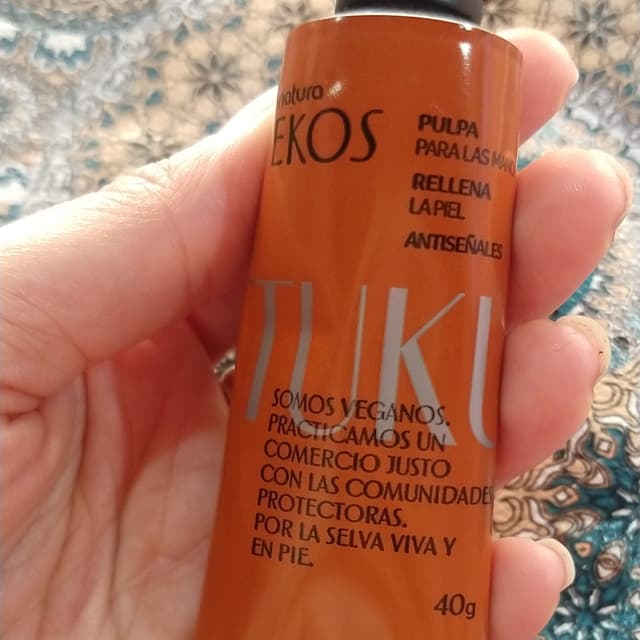 natura
EKOS
PULPA
PARA LAS
RELLENA
LA PIEL
ANTISEÑALES
SOMOS VEGANOS.
PRACTICAMOS UN
COMERCIO JUSTO
CON LAS COMUNIDADES
PROTECTORAS.
POR LA SELVA VIVA Y
EN PIE.
40g